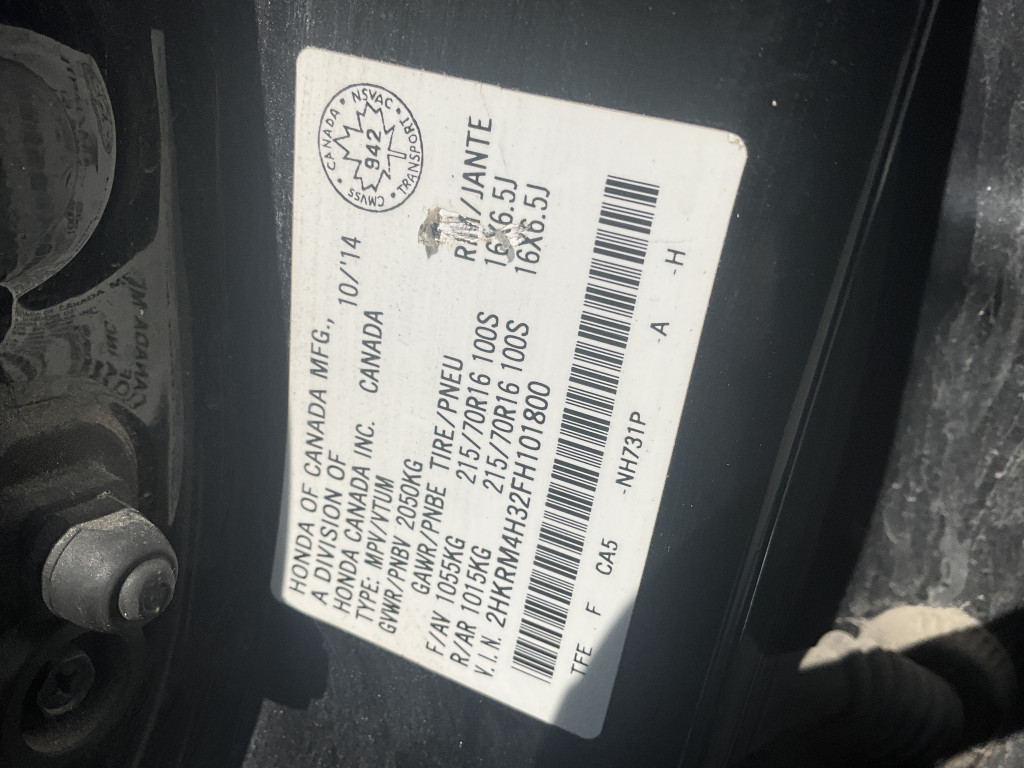 HONDA OF CANADA MFG., 10/'14
A DIVISION OF
HONDA CANADA INC. CANADA
TYPE: MPV/VTUM
GVWR/PNBV 2050KG
GAWR/PNBE TIRE/PNEU RIM/JANTE
F/AV 1055KG 215/70R16 100S 16X6.5J
R/AR 1015KG 215/70R16 100S 16X6.5J
V.I.N. 2HKRM4H32FH101800
TFE F CA5 -NH731P -A -H
CANADA • NSVAC • TRANSPORT • CMVSS •
942